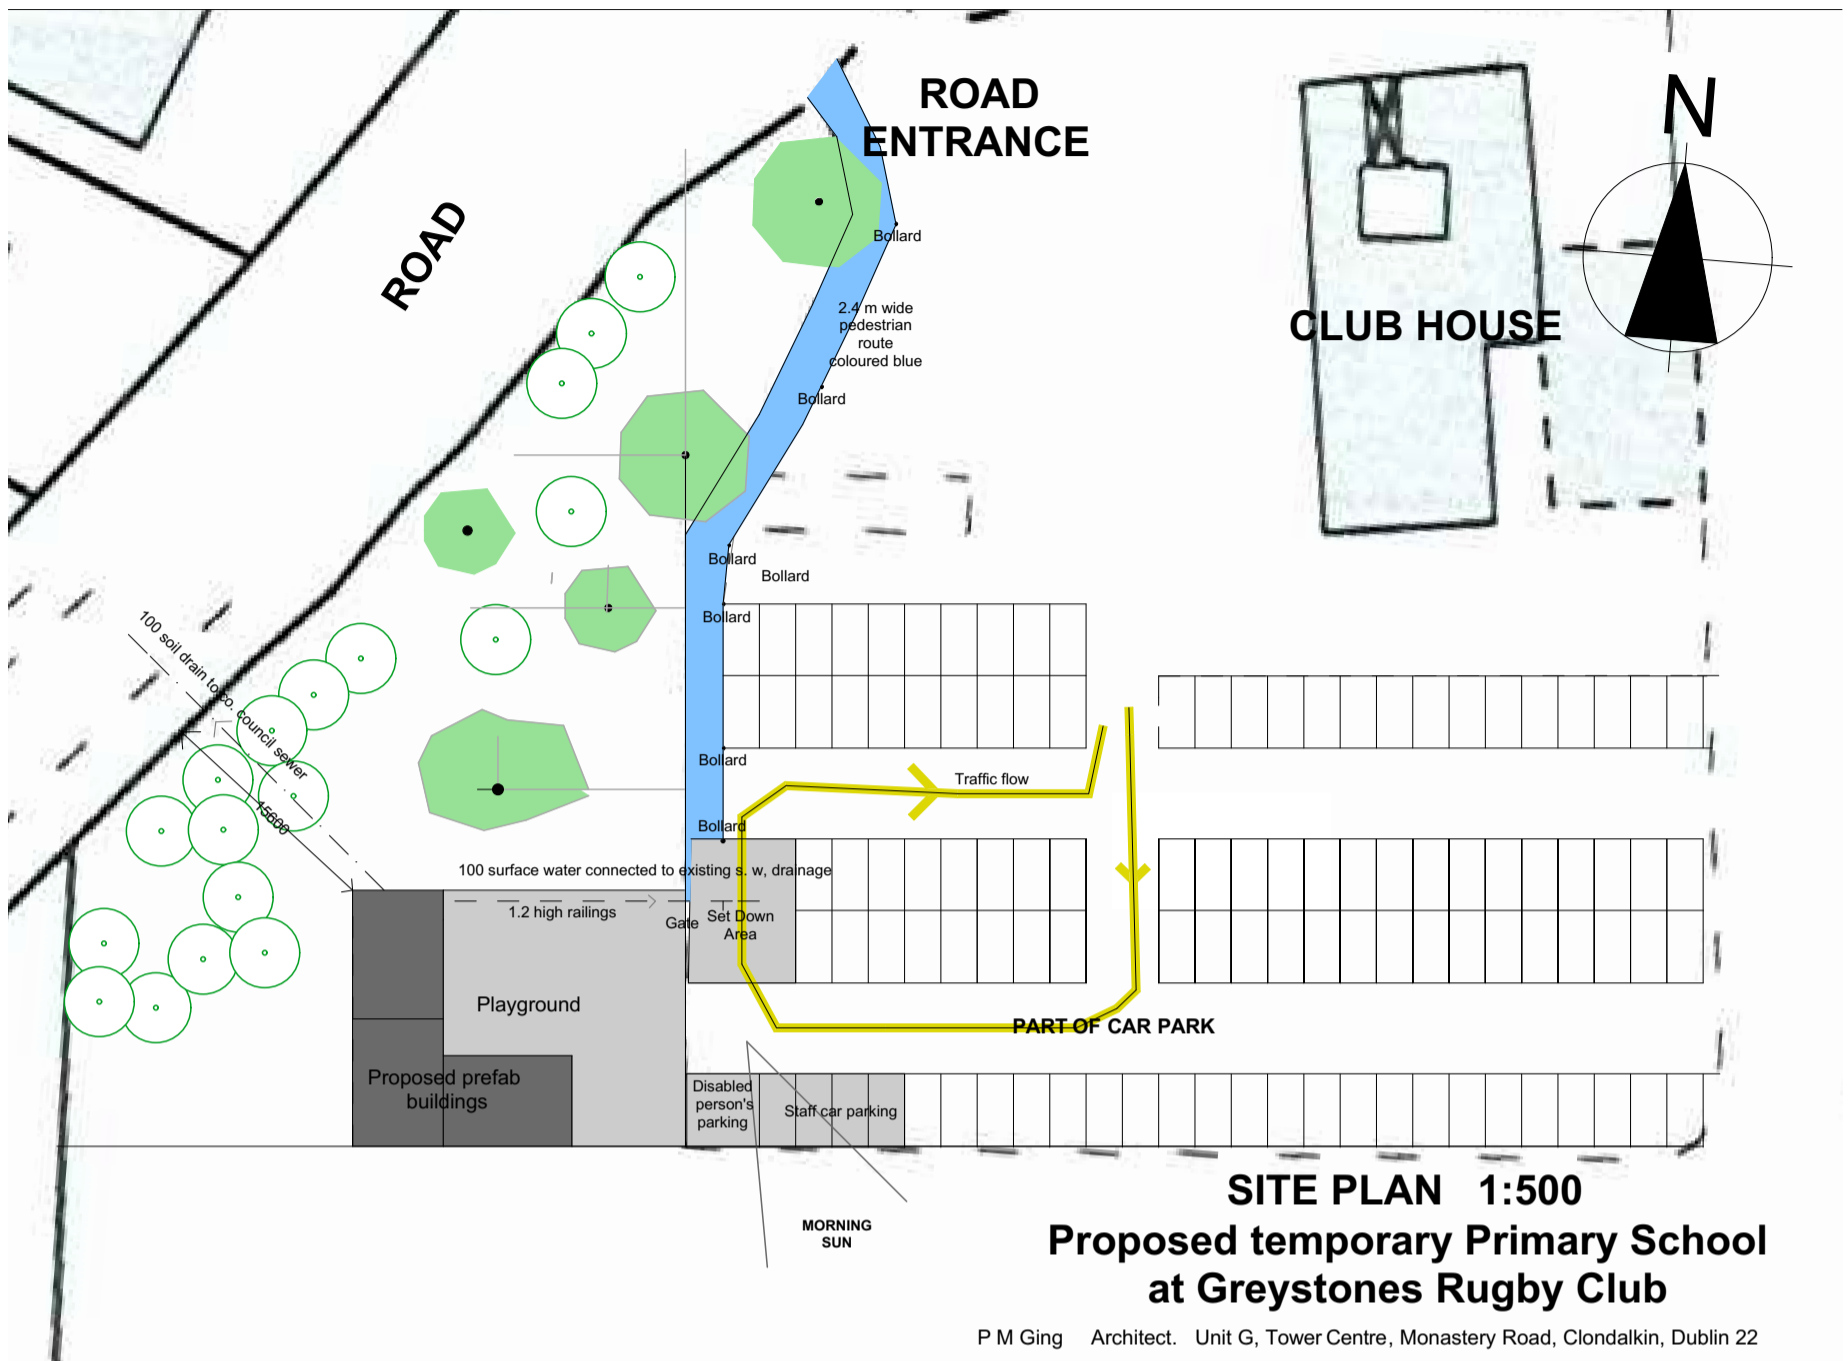 ROAD
ENTRANCE
N
ROAD
Bollard
2.4 m wide
pedestrian
route
coloured blue
CLUB HOUSE
Bollard
Bollard
Bollard
Bollard
100 soil drain to co. council sewer
15600
Bollard
Traffic flow
Bollard
100 surface water connected to existing s. w, drainage
1.2 high railings
Gate
Set Down
Area
Playground
PART OF CAR PARK
Proposed prefab
buildings
Disabled
person's
parking
Staff car parking
MORNING
SUN
SITE PLAN 1:500
Proposed temporary Primary School
at Greystones Rugby Club
P M Ging Architect. Unit G, Tower Centre, Monastery Road, Clondalkin, Dublin 22